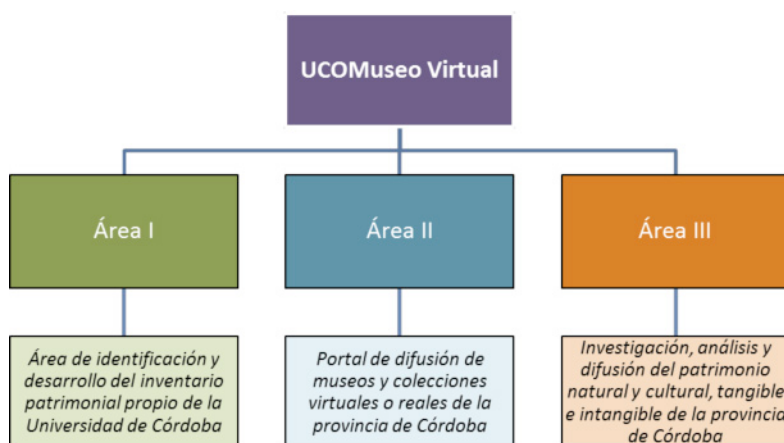 UCOMuseo Virtual
Área I
Área II
Área III
Área de identificación y
desarrollo del inventario
patrimonial propio de la
Universidad de Córdoba
Portal de difusión de
museos y colecciones
virtuales o reales de la
provincia de Córdoba
Investigación, análisis y
difusión del patrimonio
natural y cultural, tangible
e intangible de la provincia
de Córdoba